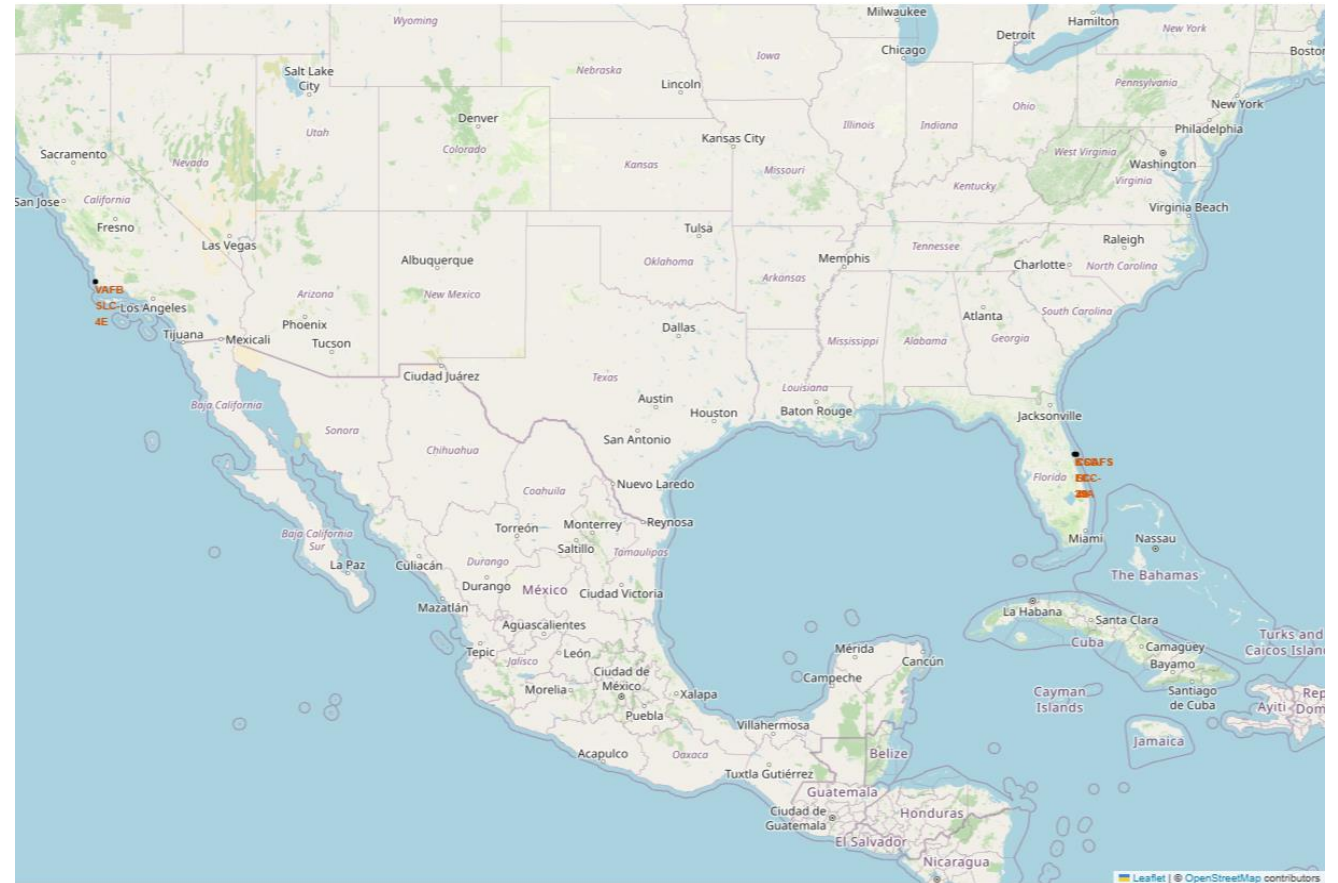 Wyoming
Milwaukee
Hamilton
Detroit
New York
Chicago
Boston
Salt Lake
City
Nebraska
Iowa
Lincoln
Pennsylvania
New York
Denver
Utah
Colorado
Illinois
Indiana
Ohio
Philadelphia
Kansas City
Sacramento
Nevada
Kansas
Missouri
West Virginia
Washington
Kentucky
Virginia
San Jose
California
Fresno
Virginia Beach
Las Vegas
Tulsa
Raleigh
Albuquerque
Oklahoma
Memphis
Tennessee
Charlotte
North Carolina
Arkansas
VAFB
SLC-
4E
Los Angeles
Arizona
New Mexico
South Carolina
Phoenix
Atlanta
Tijuana
Mexicali
Tucson
Dallas
Mississippi
Alabama
Georgia
Ciudad Juárez
Texas
Louisiana
Baja California
Austin
Houston
Baton Rouge
Jacksonville
Sonora
San Antonio
Chihuahua
Florida
Nuevo Laredo
Coahuila
Baja California
Sur
Torreón
Monterrey
Reynosa
Saltillo
Tamaulipas
Miami
Nassau
La Paz
Culiacán
Durango
The Bahamas
Durango
México
Ciudad Victoria
Mazatlán
La Habana
Santa Clara
Aguascalientes
Cuba
Camagüey
Turks and
Caicos Islan
Tepic
Jalisco
León
Mérida
Cancún
Bayamo
Ciudad de
México
Campeche
Morelia
Xalapa
Cayman
Islands
Santiago
de Cuba
Ayiti
Rep
Dom
Puebla
Villahermosa
Jamaica
Acapulco
Oaxaca
Belize
Tuxtla Gutiérrez
Guatemala
Ciudad de
Guatemala
Honduras
El Salvador
Nicaragua
Leaflet | © OpenStreetMap contributors